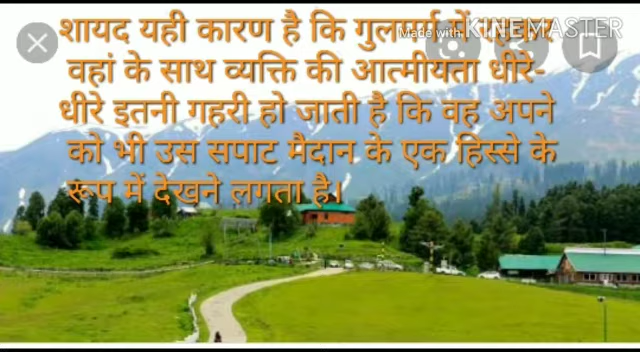 शायद यही कारण है कि गुलमर्ग में
Made with KINEMASTER
वहां के साथ व्यक्ति की आत्मीयता धीरे-
धीरे इतनी गहरी हो जाती है कि वह अपने
को भी उस सपाट मैदान के एक हिस्से के
रूप में देखने लगता है।